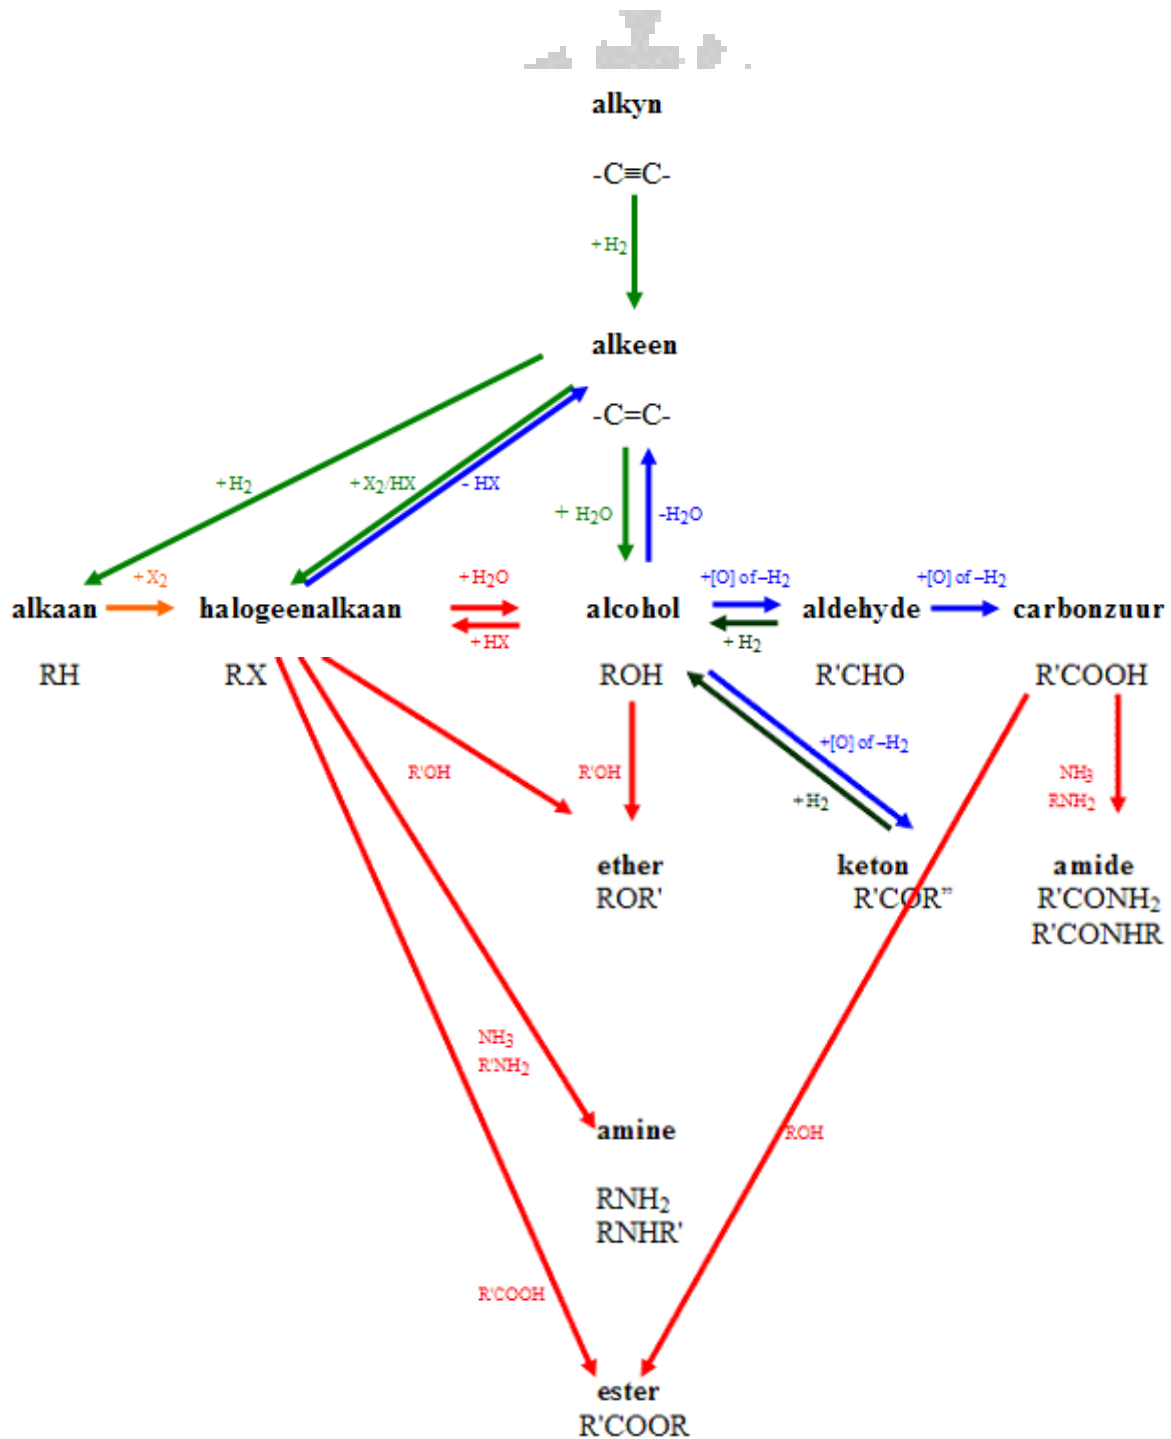 alkyn
-C≡C-
+ H2
alkeen
-C=C-
+ H2
+ X2/HX
- HX
+ H2O
-H2O
+ X2
+ H2O
+[O] of –H2
+[O] of –H2
alkaan
halogeenalkaan
alcohol
aldehyde
carbonzuur
+ HX
+ H2
RH
RX
ROH
R'CHO
R'COOH
+[O] of –H2
R'OH
R'OH
NH3
RNH2
+ H2
ether
ROR'
keton
R'COR”
amide
R'CONH2
R'CONHR
NH3
R'NH2
amine
ROH
RNH2
RNHR'
R'COOH
ester
R'COOR